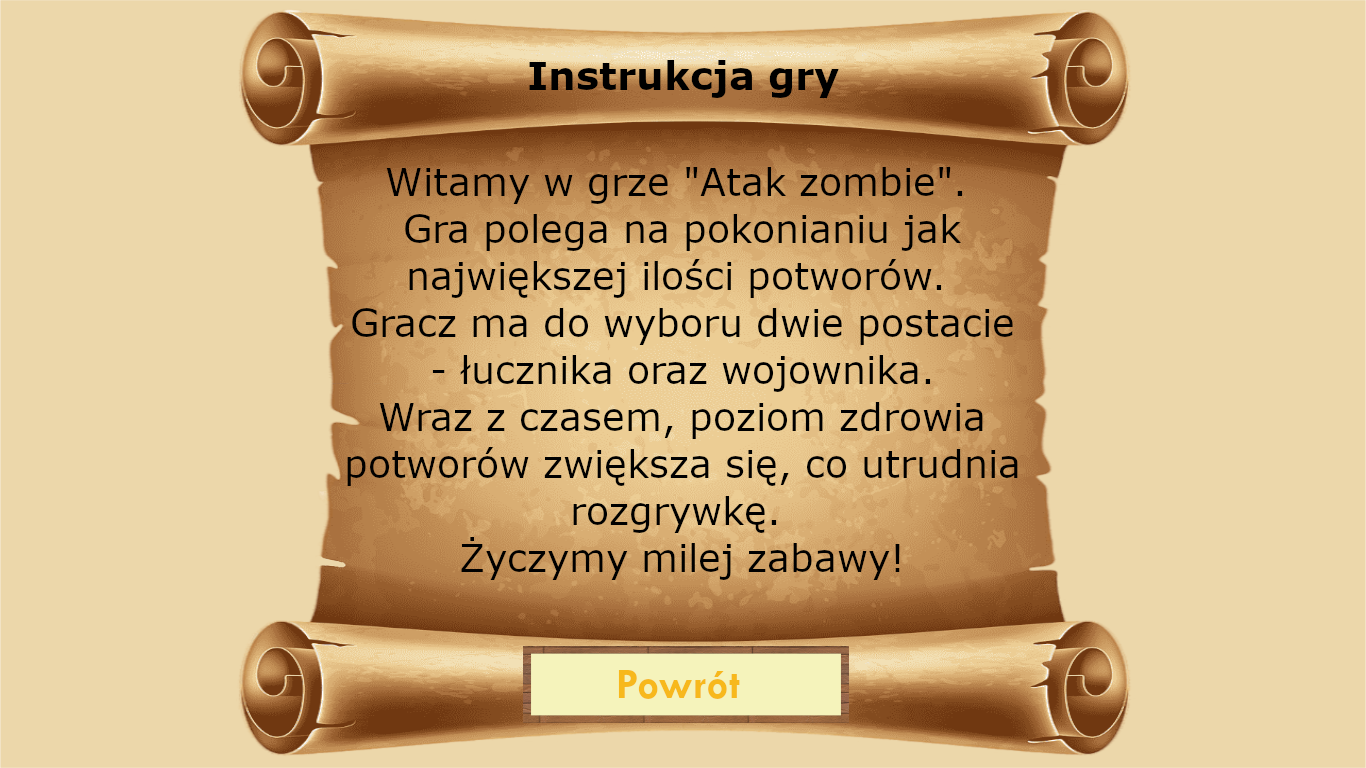 Instrukcja gry
Witamy w grze "Atak zombie".
Gra polega na pokonianiu jak
największej ilości potworów.
Gracz ma do wyboru dwie postacie
- łucznika oraz wojownika.
Wraz z czasem, poziom zdrowia
potworów zwiększa się, co utrudnia
rozgrywkę.
Życzymy milej zabawy!
Powrót